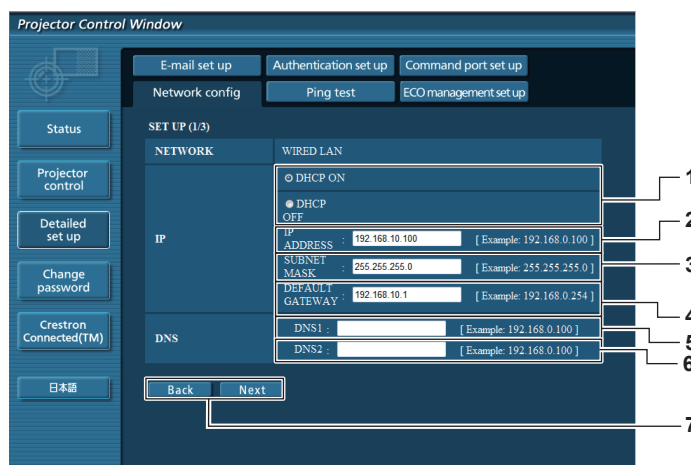 Projector Control Window
E-mail set up
Authentication set up
Command port set up
Network config
Ping test
ECO management set up
Status
Projector
control
Detailed
set up
Change
password
Crestron
Connected(TM)
日本語
SET UP (1/3)
NETWORK
WIRED LAN
IP
DHCP ON
DHCP
OFF
IP
ADDRESS : 192.168.10.100 [ Example: 192.168.0.100 ]
SUBNET
MASK : 255.255.255.0 [ Example: 255.255.255.0 ]
DEFAULT
GATEWAY : 192.168.10.1 [ Example: 192.168.0.254 ]
DNS
DNS1 : [ Example: 192.168.0.100 ]
DNS2 : [ Example: 192.168.0.100 ]
Back
Next
1
2
3
4
5
6
7